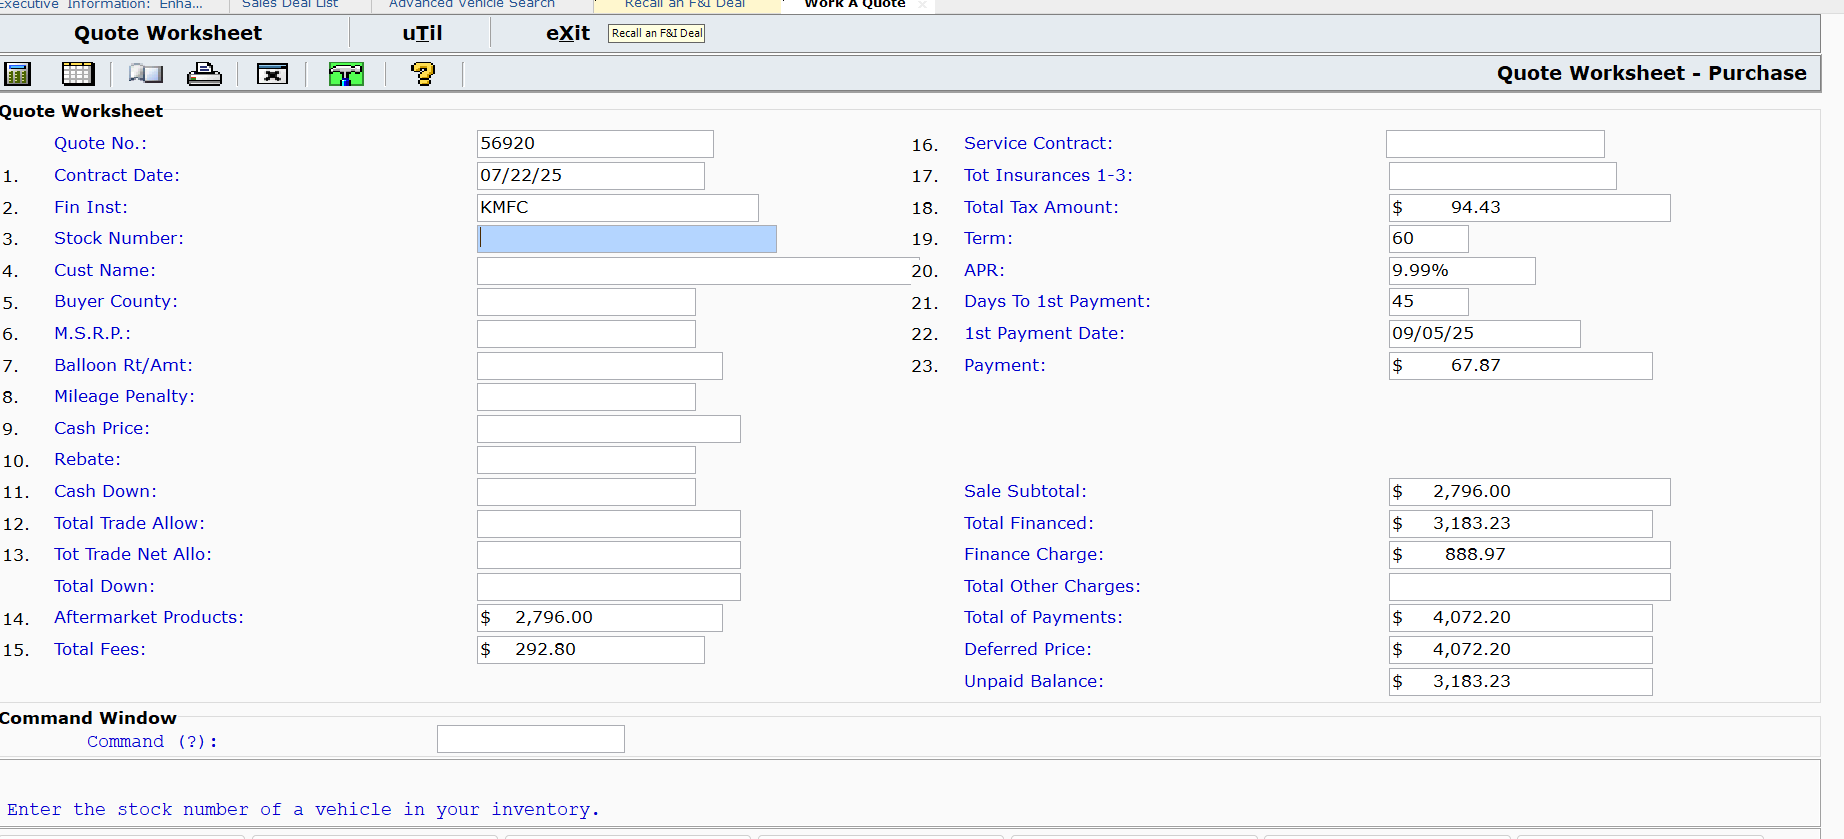 Executive Information: Enha... Sales Deal List Advanced Vehicle Search Recall an F&I Deal Work A Quote
Quote Worksheet uTil eXit Recall an F&I Deal
Quote Worksheet - Purchase
Quote Worksheet
Quote No.: 56920 16. Service Contract:
1. Contract Date: 07/22/25 17. Tot Insurances 1-3:
2. Fin Inst: KMFC 18. Total Tax Amount: $ 94.43
3. Stock Number: 19. Term: 60
4. Cust Name: 20. APR: 9.99%
5. Buyer County: 21. Days To 1st Payment: 45
6. M.S.R.P.: 22. 1st Payment Date: 09/05/25
7. Balloon Rt/Amt: 23. Payment: $ 67.87
8. Mileage Penalty:
9. Cash Price:
10. Rebate:
11. Cash Down: Sale Subtotal: $ 2,796.00
12. Total Trade Allow: Total Financed: $ 3,183.23
13. Tot Trade Net Allo: Finance Charge: $ 888.97
Total Down: Total Other Charges:
14. Aftermarket Products: $ 2,796.00 Total of Payments: $ 4,072.20
15. Total Fees: $ 292.80 Deferred Price: $ 4,072.20
Unpaid Balance: $ 3,183.23
Command Window
Command (?):
Enter the stock number of a vehicle in your inventory.